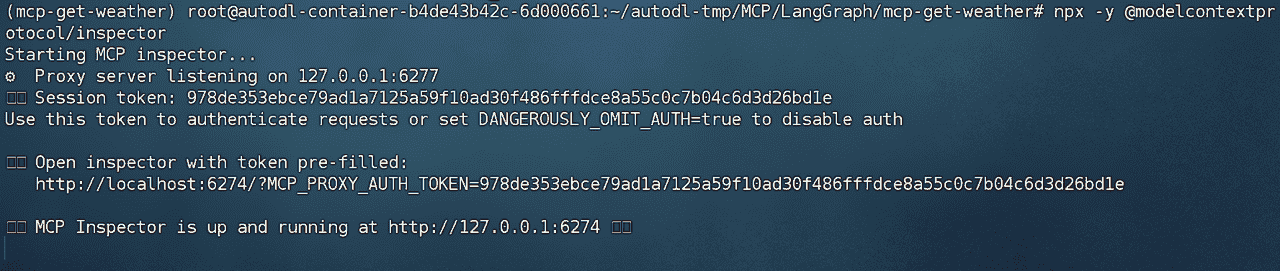 (mcp-get-weather) root@autodl-container-b4de43b42c-6d000661:~/autodl-tmp/MCP/LangGraph/mcp-get-weather# npx -y @modelcontextpr
otocol/inspector
Starting MCP inspector...
⚙ Proxy server listening on 127.0.0.1:6277
Session token: 978de353ebce79ad1a7125a59f10ad30f486fffdce8a55c0c7b04c6d3d26bd1e
Use this token to authenticate requests or set DANGEROUSLY_OMIT_AUTH=true to disable auth
Open inspector with token pre-filled:
http://localhost:6274/?MCP_PROXY_AUTH_TOKEN=978de353ebce79ad1a7125a59f10ad30f486fffdce8a55c0c7b04c6d3d26bd1e
MCP Inspector is up and running at http://127.0.0.1:6274